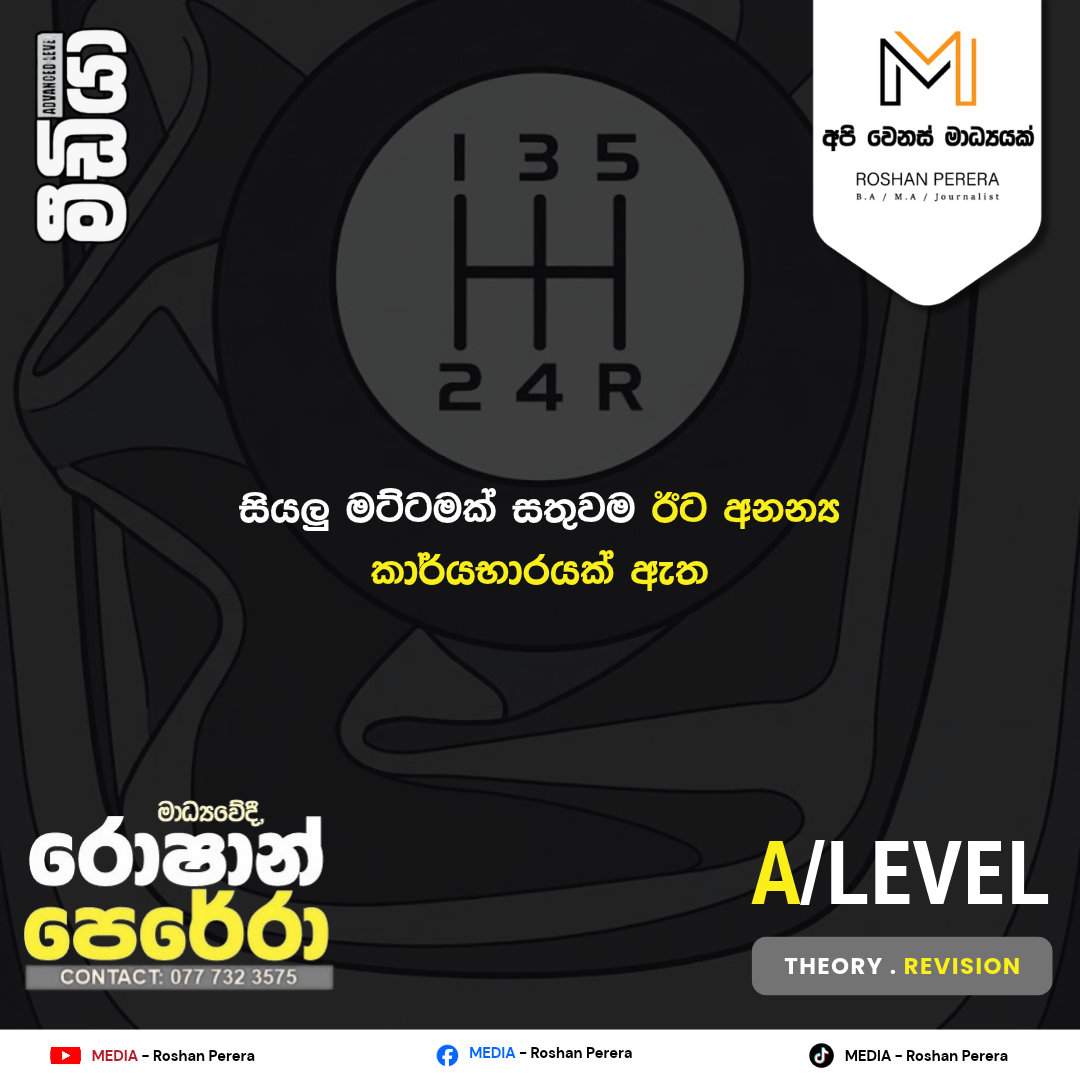 මීඩියා
ADVANCED LEVE
අපි වෙනස් මාධ්‍යයක්
ROSHAN PERERA
B.A / M.A / Journalist
1 3 5
2 4 R
සියලු මට්ටමක් සතුවම ඊට අනන්‍ය
කාර්යභාරයක් ඇත
මාධ්‍යවේදී,
රොෂාන්
පෙරේරා
CONTACT: 077 732 3575
A/LEVEL
THEORY . REVISION
MEDIA - Roshan Perera
MEDIA - Roshan Perera
MEDIA - Roshan Perera